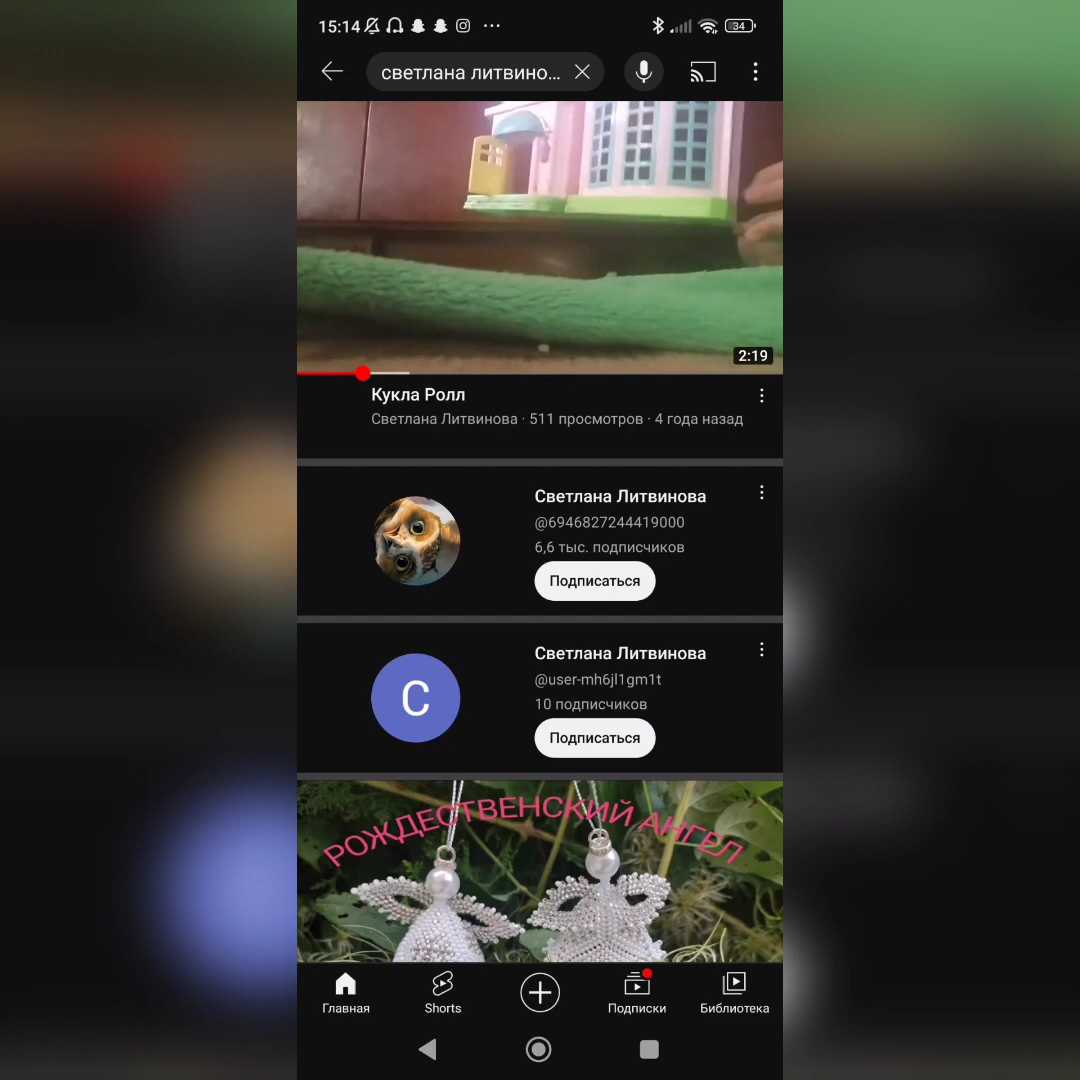 15:14
34
светлана литвино...
2:19
Кукла Ролл
Светлана Литвинова · 511 просмотров · 4 года назад
Светлана Литвинова
@6946827244419000
6,6 тыс. подписчиков
Подписаться
С
Светлана Литвинова
@user-mh6jl1gm1t
10 подписчиков
Подписаться
РОЖДЕСТВЕНСКИЙ АНГЕЛ
Главная
Shorts
Подписки
Библиотека